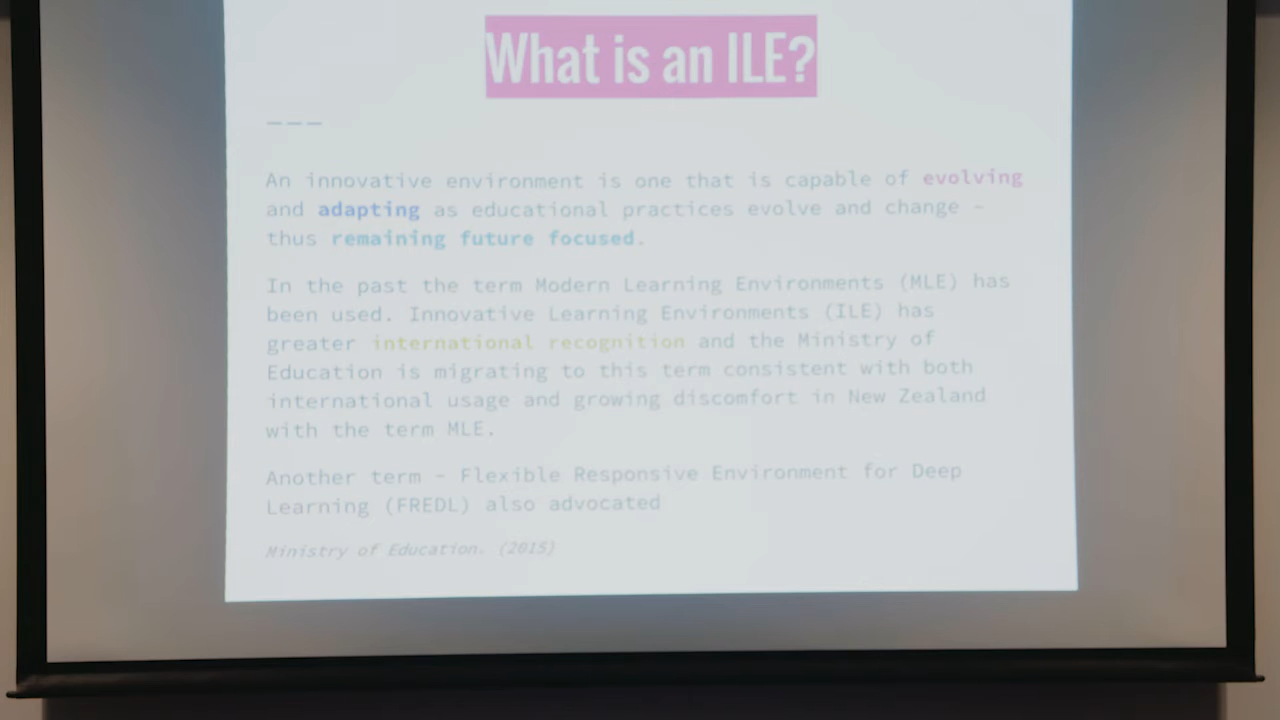 What is an ILE?
———
An innovative environment is one that is capable of evolving
and adapting as educational practices evolve and change –
thus remaining future focused.
In the past the term Modern Learning Environments (MLE) has
been used. Innovative Learning Environments (ILE) has
greater international recognition and the Ministry of
Education is migrating to this term consistent with both
international usage and growing discomfort in New Zealand
with the term MLE.
Another term – Flexible Responsive Environment for Deep
Learning (FREDL) also advocated
Ministry of Education. (2015)